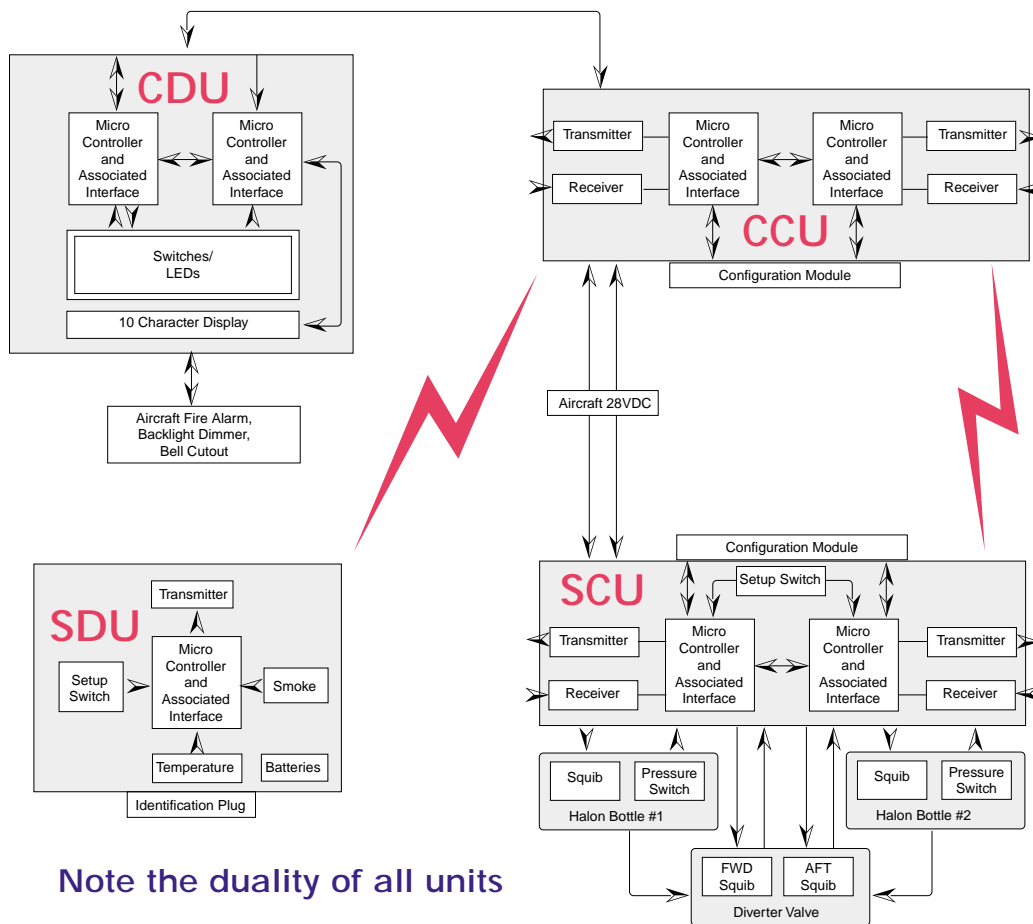 CDU
Micro
Controller
and
Associated
Interface
Micro
Controller
and
Associated
Interface
Switches/
LEDs
10 Character Display
Aircraft Fire Alarm,
Backlight Dimmer,
Bell Cutout
Transmitter
Receiver
Micro
Controller
and
Associated
Interface
Micro
Controller
and
Associated
Interface
Transmitter
Receiver
CCU
Configuration Module
Aircraft 28VDC
SDU
Transmitter
Setup
Switch
Micro
Controller
and
Associated
Interface
Smoke
Temperature
Batteries
Identification Plug
Configuration Module
SCU
Setup Switch
Transmitter
Receiver
Micro
Controller
and
Associated
Interface
Micro
Controller
and
Associated
Interface
Transmitter
Receiver
Squib
Pressure
Switch
Halon Bottle #1
Squib
Pressure
Switch
Halon Bottle #2
FWD
Squib
AFT
Squib
Diverter Valve
Note the duality of all units